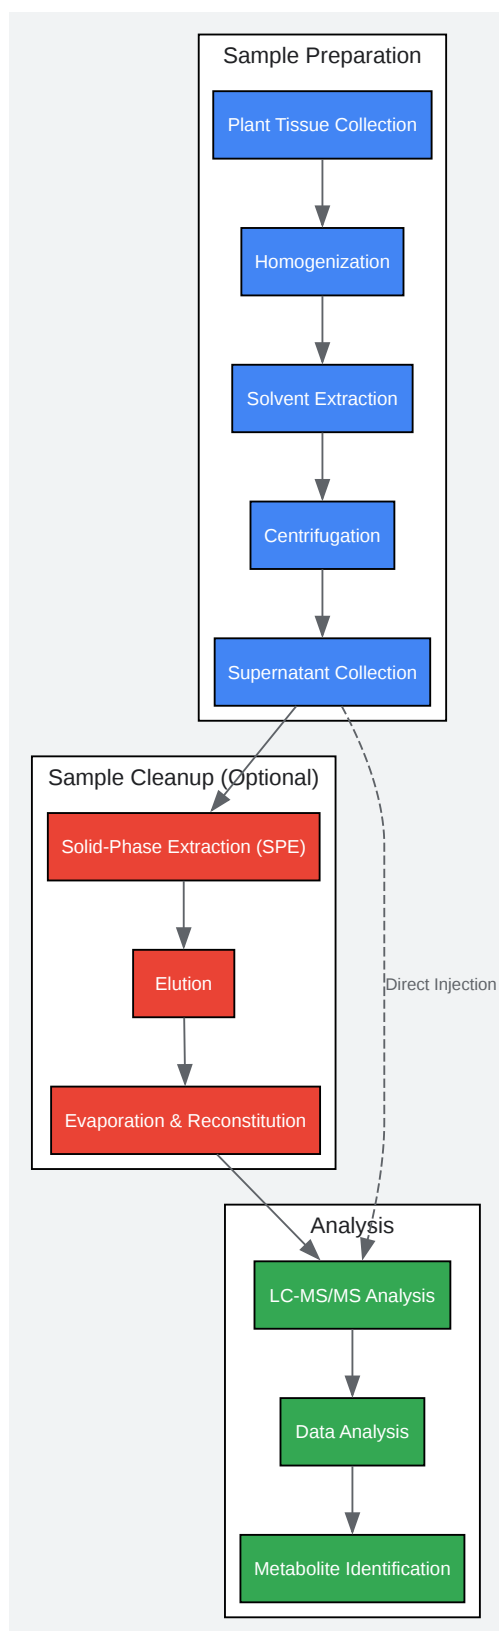 Sample Preparation
Plant Tissue Collection
Homogenization
Solvent Extraction
Centrifugation
Supernatant Collection
Sample Cleanup (Optional)
Solid-Phase Extraction (SPE)
Elution
Direct Injection
Evaporation & Reconstitution
Analysis
LC-MS/MS Analysis
Data Analysis
Metabolite Identification